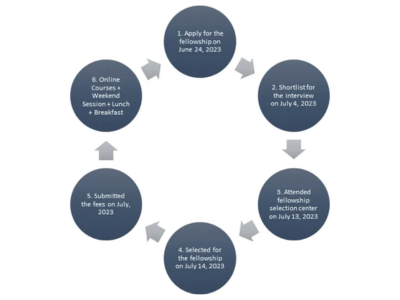 1. Apply for the
fellowship on
June 24, 2023
2. Shortlist for
the interview
on July 4, 2023
3. Attended
fellowship
selection center
on July 13, 2023
4. Selected for
the fellowship
on July 14, 2023
5. Submitted
the fees on July,
2023
6. Online
Courses +
Weekend
Session + Lunch
+ Breakfast